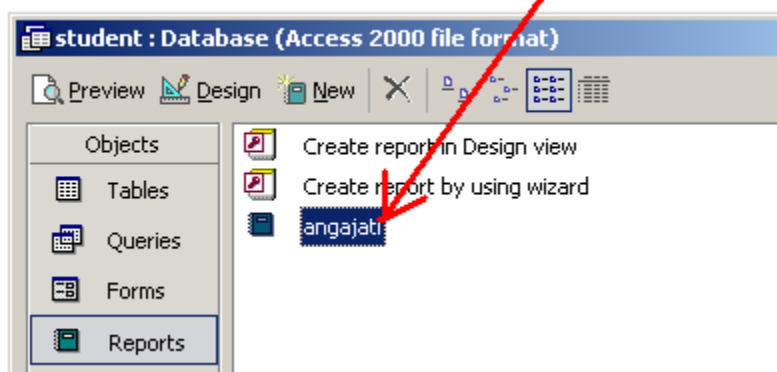 student : Database (Access 2000 file format)
Preview Design New
Objects
Create report in Design view
Tables
Create report by using wizard
angajati
Queries
Forms
Reports